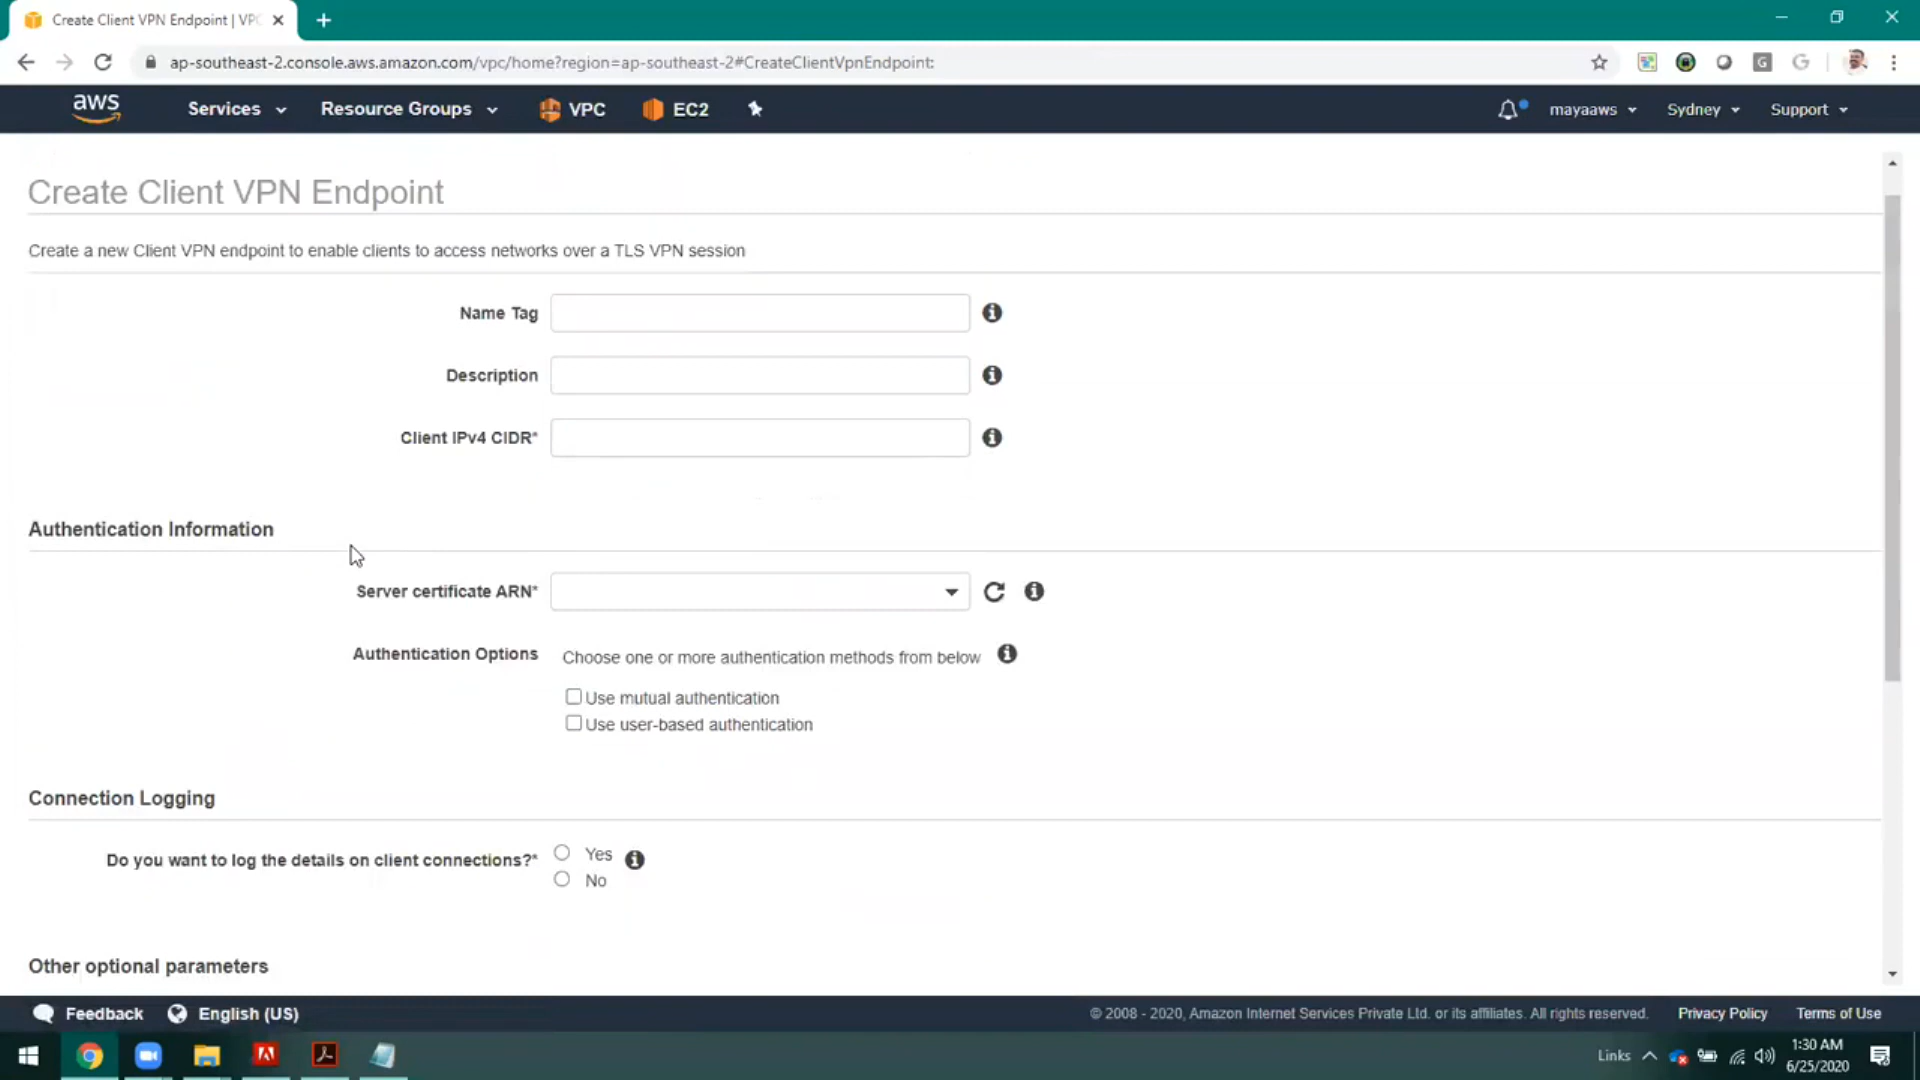 Create Client VPN Endpoint | VPC
ap-southeast-2.console.aws.amazon.com/vpc/home?region=ap-southeast-2#CreateClientVpnEndpoint:
aws
Services
Resource Groups
VPC
EC2
mayaaws
Sydney
Support
Create Client VPN Endpoint
Create a new Client VPN endpoint to enable clients to access networks over a TLS VPN session
Name Tag
Description
Client IPv4 CIDR*
Authentication Information
Server certificate ARN*
Authentication Options
Choose one or more authentication methods from below
Use mutual authentication
Use user-based authentication
Connection Logging
Do you want to log the details on client connections?*
Yes
No
Other optional parameters
Feedback
English (US)
© 2008 - 2020, Amazon Internet Services Private Ltd. or its affiliates. All rights reserved.
Privacy Policy
Terms of Use
Links
1:30 AM
6/25/2020